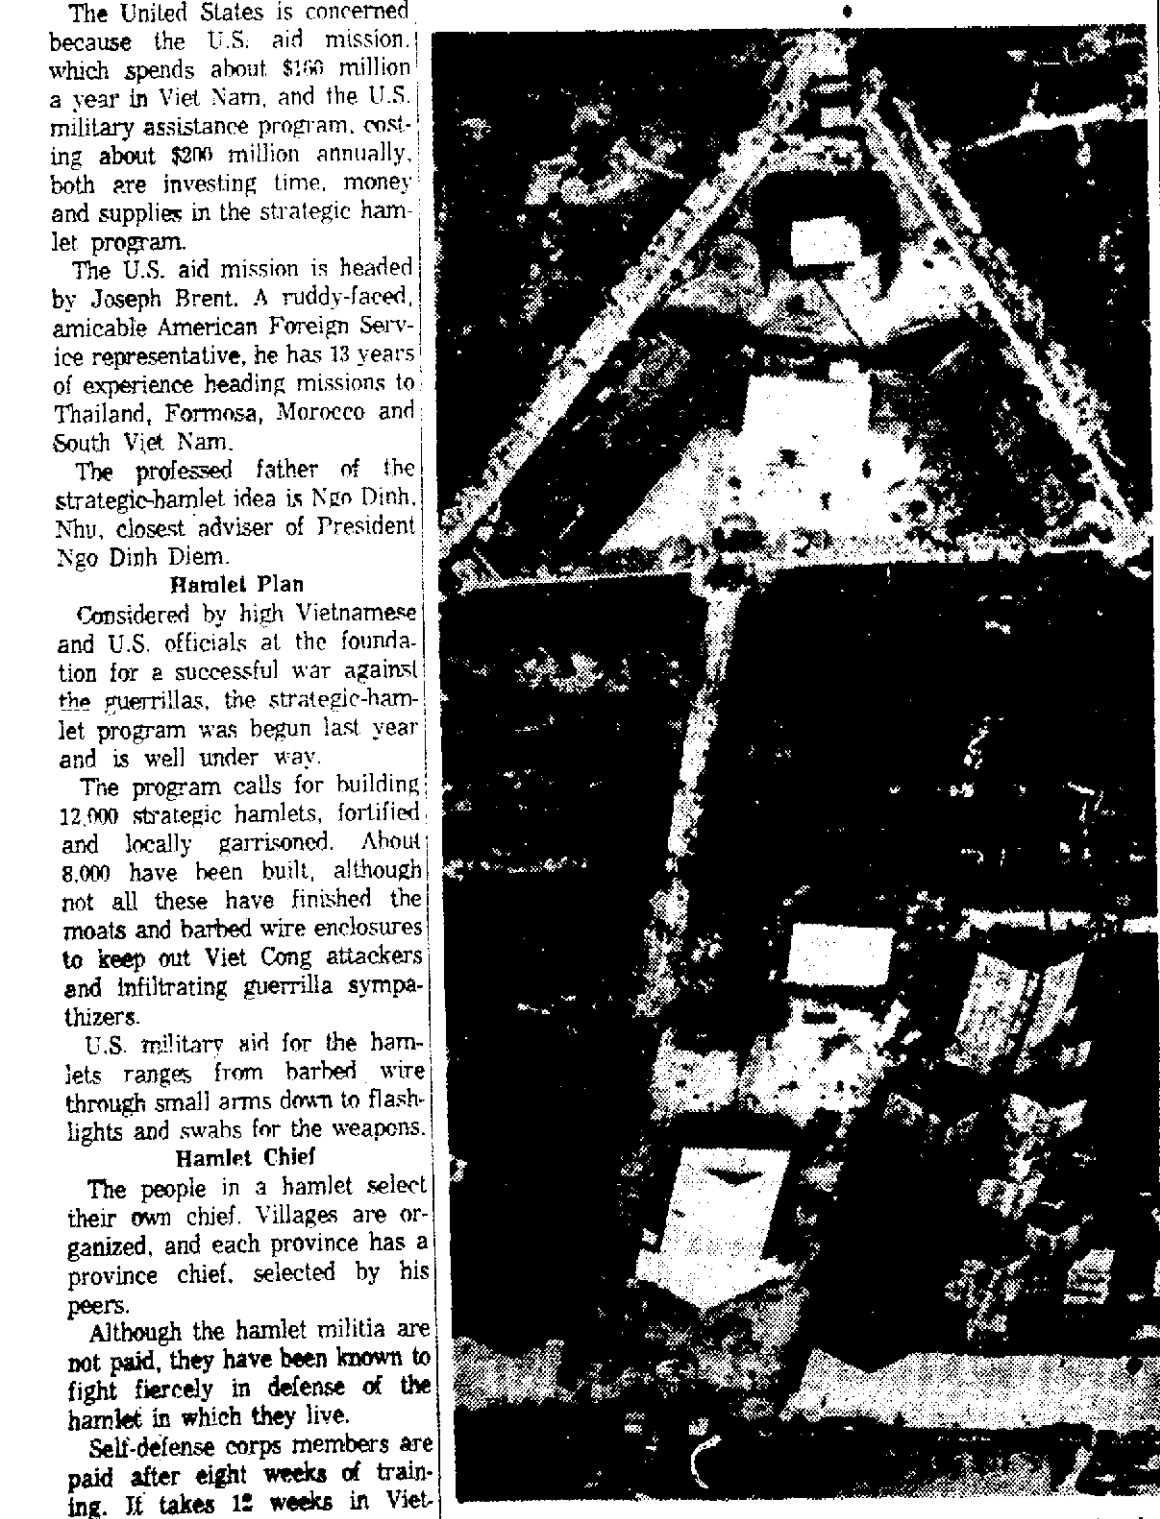 The United States is concerned
because the U.S. aid mission,
which spends about $160 million
a year in Viet Nam, and the U.S.
military assistance program, cost-
ing about $200 million annually,
both are investing time, money
and supplies in the strategic ham-
let program.
The U.S. aid mission is headed
by Joseph Brent. A ruddy-faced,
amicable American Foreign Serv-
ice representative, he has 13 years
of experience heading missions to
Thailand, Formosa, Morocco and
South Viet Nam.
The professed father of the
strategic-hamlet idea is Ngo Dinh,
Nhu, closest adviser of President
Ngo Dinh Diem.
Hamlet Plan
Considered by high Vietnamese
and U.S. officials at the founda-
tion for a successful war against
the guerrillas, the strategic-ham-
let program was begun last year
and is well under way.
The program calls for building
12,000 strategic hamlets, fortified
and locally garrisoned. About
8,000 have been built, although
not all these have finished the
moats and barbed wire enclosures
to keep out Viet Cong attackers
and infiltrating guerrilla sympa-
thizers.
U.S. military aid for the ham-
lets ranges from barbed wire
through small arms down to flash-
lights and swabs for the weapons.
Hamlet Chief
The people in a hamlet select
their own chief. Villages are or-
ganized, and each province has a
province chief, selected by his
peers.
Although the hamlet militia are
not paid, they have been known to
fight fiercely in defense of the
hamlet in which they live.
Self-defense corps members are
paid after eight weeks of train-
ing. It takes 12 weeks in Viet-